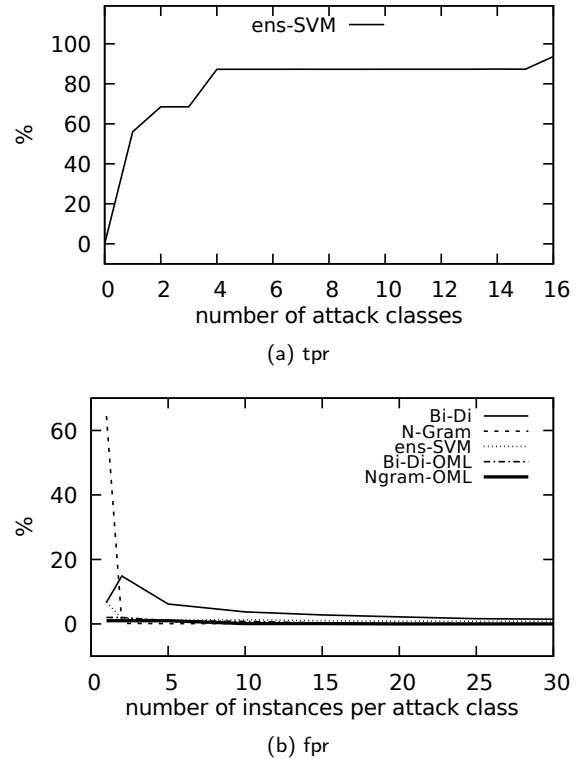 ens-SVM
100
80
60
40
20
0
%
0 2 4 6 8 10 12 14 16
number of attack classes
(a) tpr
Bi-Di
N-Gram
ens-SVM
Bi-Di-OML
Ngram-OML
60
40
20
0
%
0 5 10 15 20 25 30
number of instances per attack class
(b) fpr